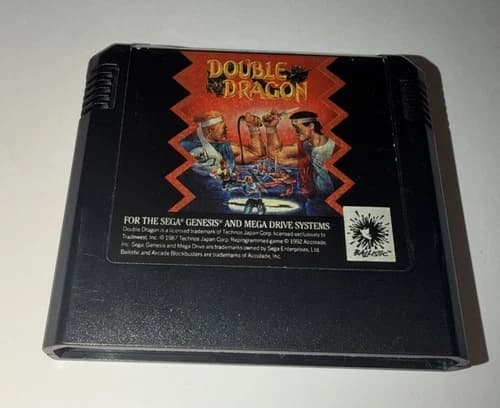 DOUBLE
DRAGON
FOR THE SEGA® GENESIS® AND MEGA DRIVE SYSTEMS
Double Dragon is a licensed trademark of Technos Japan Corp. licensed exclusively to
Tradewest, Inc. © 1987 Technos Japan Corp. Reprogrammed game © 1992 Accolade,
Inc. Sega, Genesis and Mega Drive are trademarks owned by Sega Enterprises, Ltd.
Ballistic and Arcade Blockbusters are trademarks of Accolade, Inc.
BALLISTIC